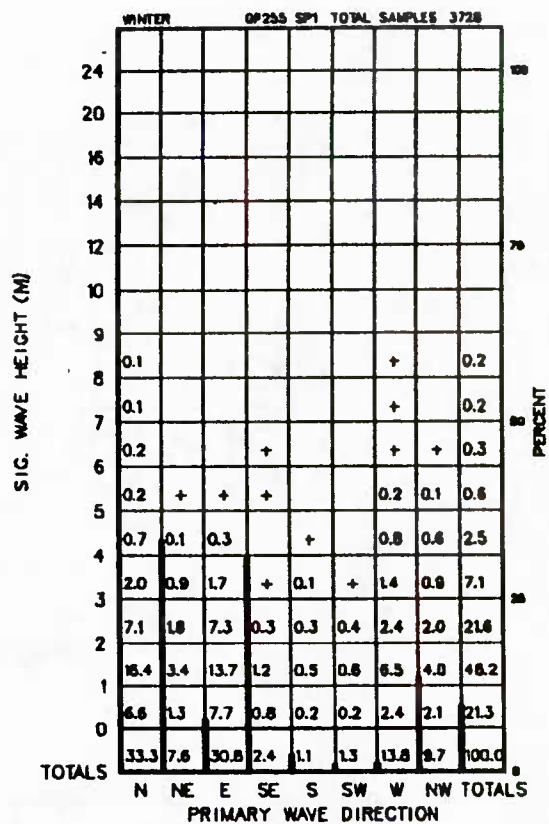 WINTER OP255 SP1 TOTAL SAMPLES 3728
24 100
20
16
14
12 75
10
9
0.1 + 0.2
8
0.1 + 0.2
7 50
0.2 + + + 0.3
6
0.2 + + + 0.2 0.1 0.6
5
0.7 0.1 0.3 + 0.8 0.6 2.5
4
2.0 0.9 1.7 + 0.1 + 1.4 0.9 7.1
3 25
7.1 1.8 7.3 0.3 0.3 0.4 2.4 2.0 21.6
2
16.4 3.4 13.7 1.2 0.5 0.6 6.5 4.0 46.2
1
6.6 1.3 7.7 0.8 0.2 0.2 2.4 2.1 21.3
0
33.3 7.6 30.8 2.4 1.1 1.3 13.8 9.7 100.0
TOTALS 0
N NE E SE S SW W NW TOTALS
PRIMARY WAVE DIRECTION
SIG. WAVE HEIGHT (M)
PERCENT